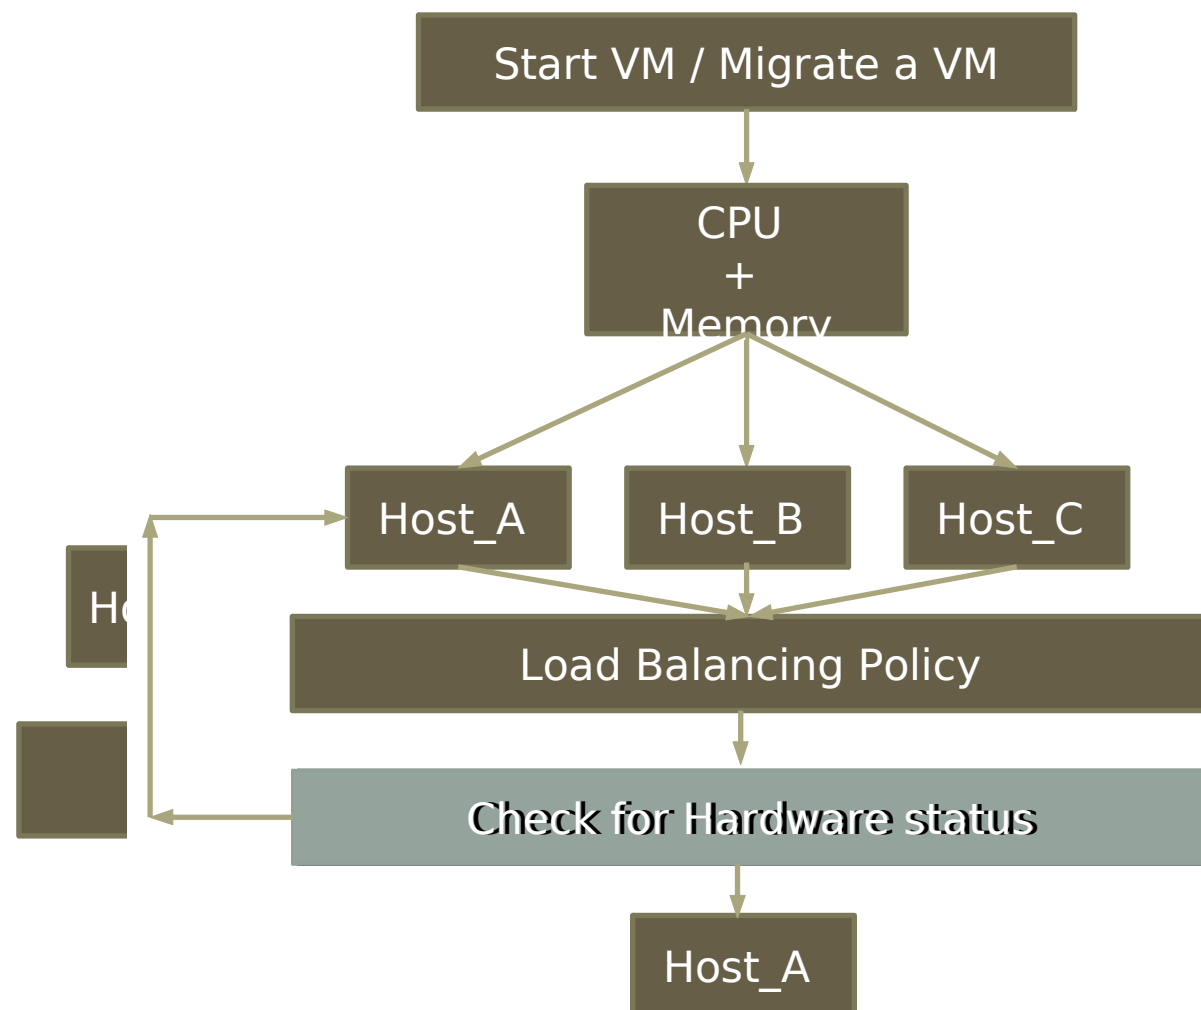 Start VM / Migrate a VM
CPU
+
Memory
Host_A
Host_B
Host_C
Load Balancing Policy
Check for Hardware status
Host_A